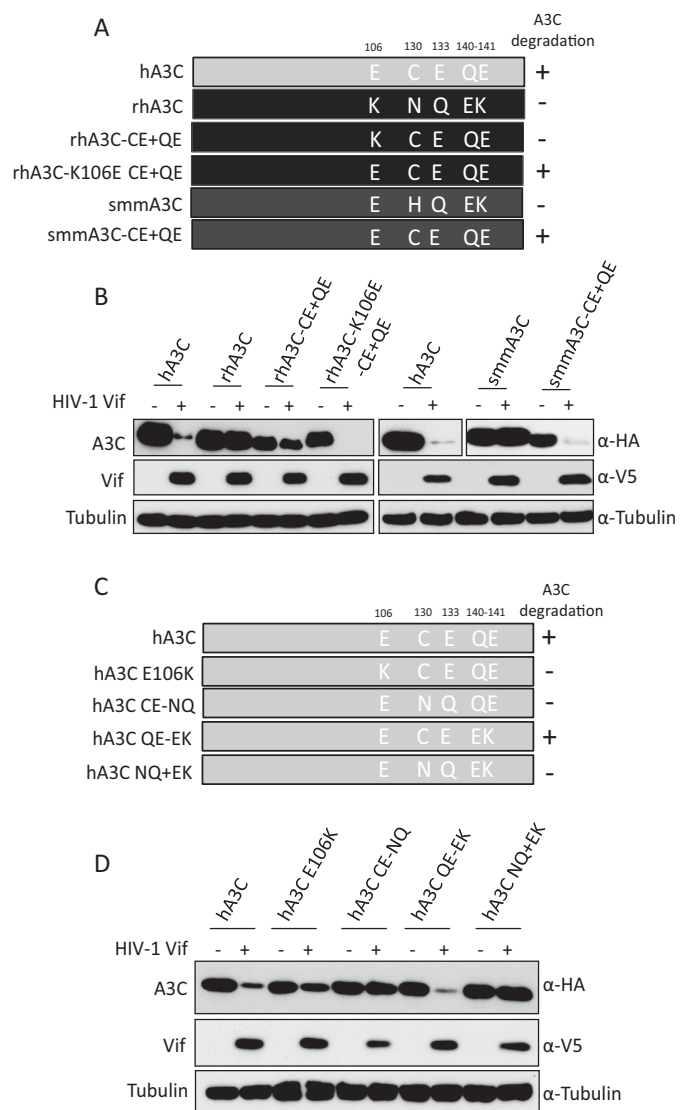 A
A3C
degradation
106 130 133 140-141
hA3C E C E QE +
rhA3C K N Q EK -
rhA3C-CE+QE K C E QE -
rhA3C-K106E CE+QE E C E QE +
smmA3C E H Q EK -
smmA3C-CE+QE E C E QE +
B
hA3C rhA3C rhA3C-CE+QE rhA3C-K106E -CE+QE hA3C smmA3C smmA3C-CE+QE
HIV-1 Vif - + - + - + - + - + - + - +
A3C α-HA
Vif α-V5
Tubulin α-Tubulin
C
A3C
degradation
106 130 133 140-141
hA3C E C E QE +
hA3C E106K K C E QE -
hA3C CE-NQ E N Q QE -
hA3C QE-EK E C E EK +
hA3C NQ+EK E N Q EK -
D
hA3C hA3C E106K hA3C CE-NQ hA3C QE-EK hA3C NQ+EK
HIV-1 Vif - + - + - + - + - +
A3C α-HA
Vif α-V5
Tubulin α-Tubulin